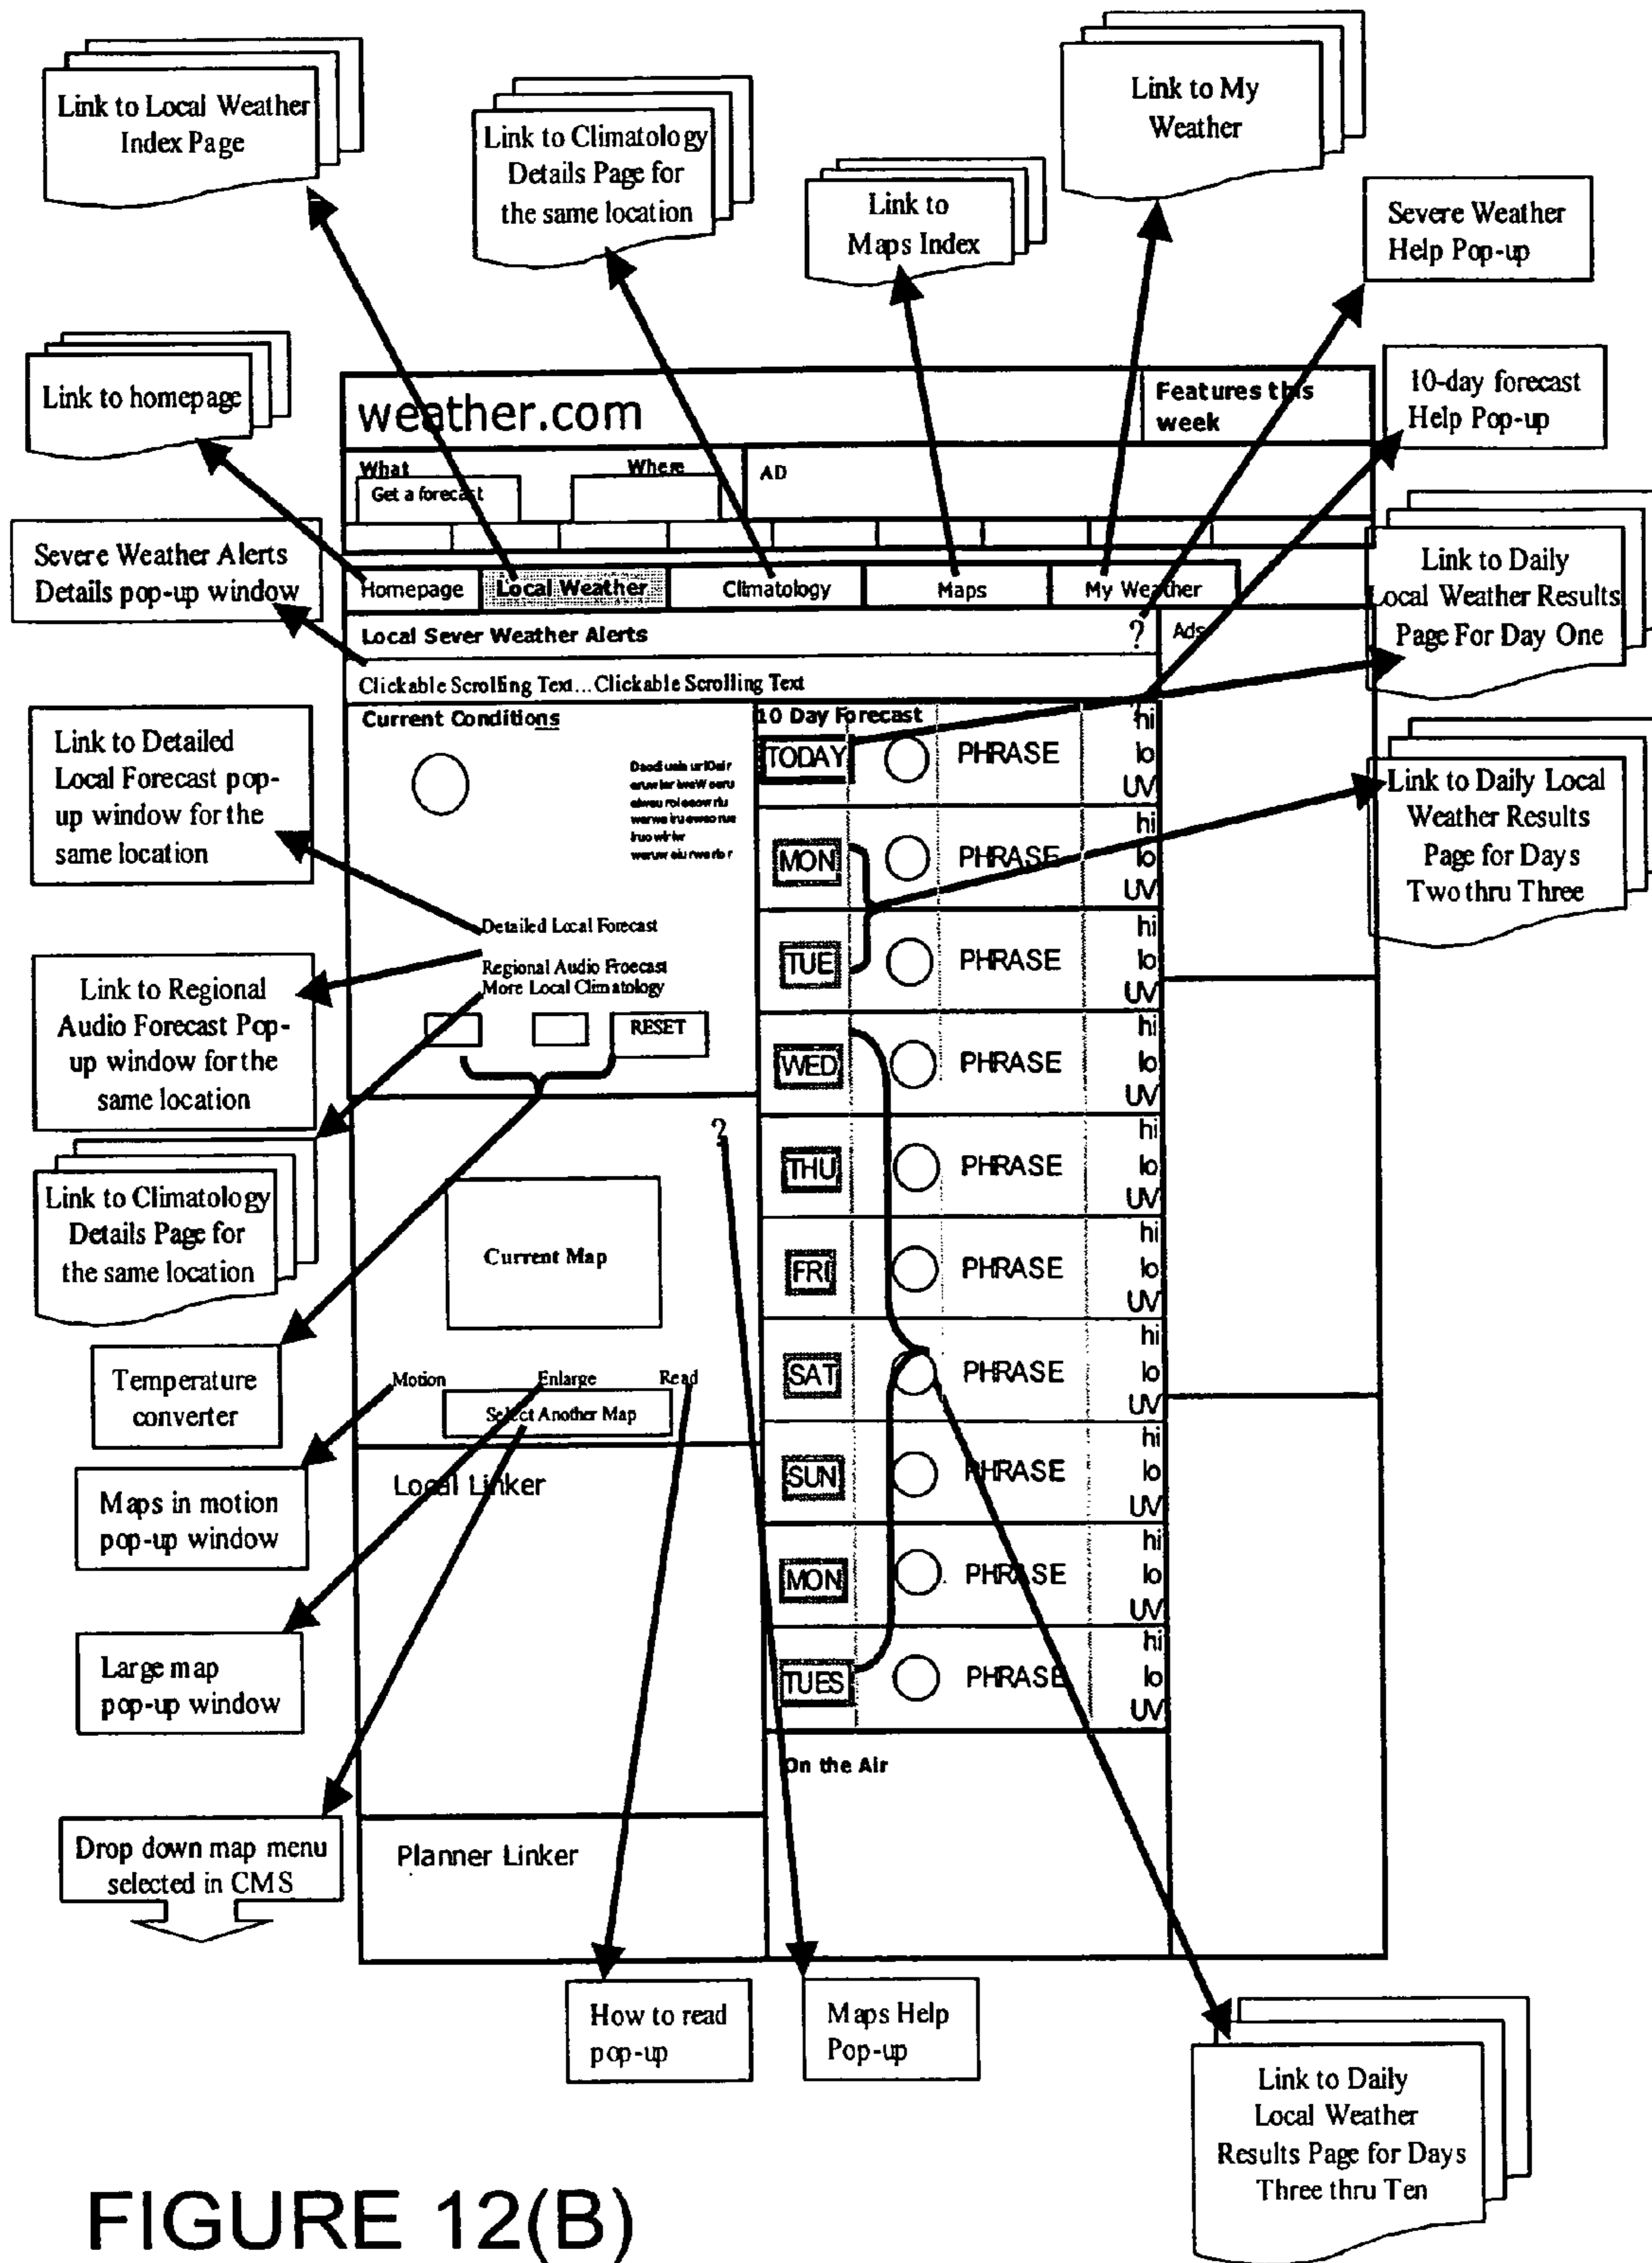 Link to Local Weather
Index Page
Link to Climatology
Details Page for
the same location
Link to
Maps Index
Link to My
Weather
Severe Weather
Help Pop-up
Link to homepage
10-day forecast
Help Pop-up
weather.com
Features this
week
What
Where
AD
Get a forecast
Severe Weather Alerts
Details pop-up window
Homepage
Local Weather
Climatology
Maps
My Weather
Link to Daily
Local Weather Results
Page For Day One
Local Sever Weather Alerts
?
Ads
Clickable Scrolling Text...Clickable Scrolling Text
Current Conditions
10 Day Forecast
Link to Detailed
Local Forecast pop-
up window for the
same location
TODAY
PHRASE
hi
lo
UV
Link to Daily Local
Weather Results
Page for Days
Two thru Three
MON
PHRASE
hi
lo
UV
Detailed Local Forecast
TUE
PHRASE
hi
lo
UV
Link to Regional
Audio Forecast Pop-
up window for the
same location
Regional Audio Froecast
More Local Climatology
RESET
WED
PHRASE
hi
lo
UV
?
THU
PHRASE
hi
lo
UV
Link to Climatology
Details Page for
the same location
Current Map
FRI
PHRASE
hi
lo
UV
Temperature
converter
Motion
Enlarge
Read
Select Another Map
SAT
PHRASE
hi
lo
UV
Maps in motion
pop-up window
Local Linker
SUN
PHRASE
hi
lo
UV
MON
PHRASE
hi
lo
UV
Large map
pop-up window
TUES
PHRASE
hi
lo
UV
On the Air
Drop down map menu
selected in CMS
Planner Linker
How to read
pop-up
Maps Help
Pop-up
Link to Daily
Local Weather
Results Page for Days
Three thru Ten
FIGURE 12(B)